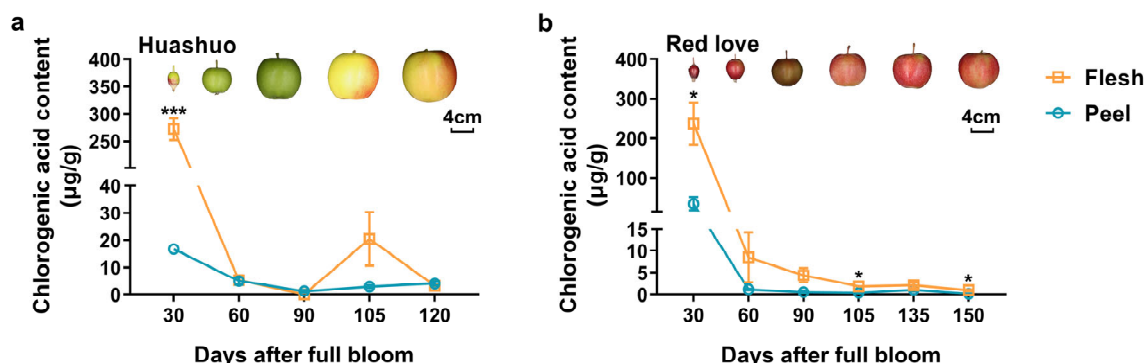 a
Huashuo
Chlorogenic acid content
(µg/g)
400
350
300
250
40
30
20
10
0
***
4cm
30 60 90 105 120
Days after full bloom
b
Red love
Chlorogenic acid content
(µg/g)
400
300
200
100
15
10
5
0
*
*
*
4cm
30 60 90 105 135 150
Days after full bloom
Flesh
Peel